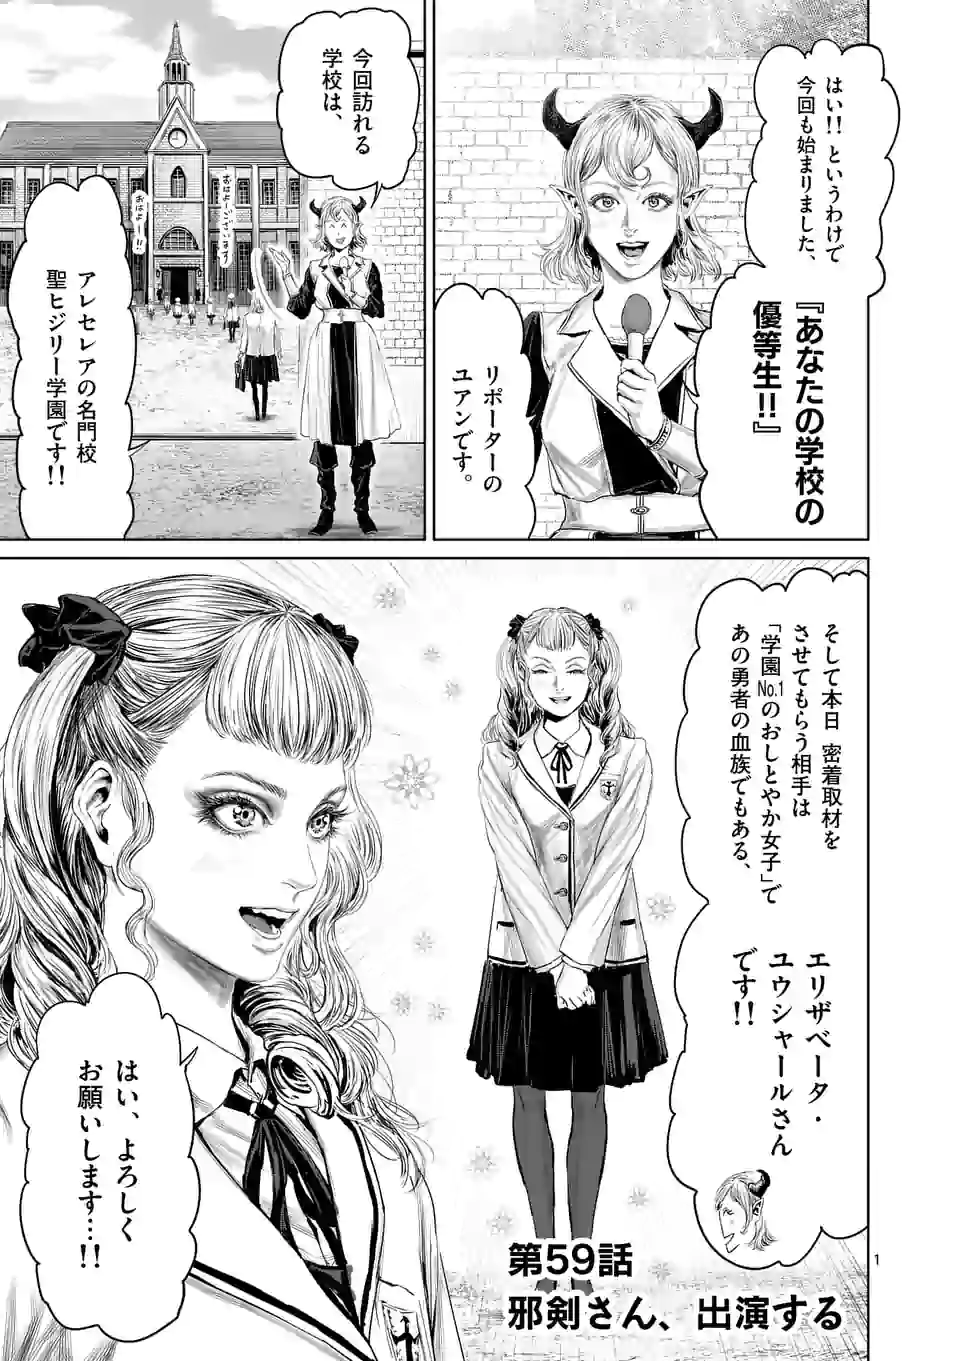 はい!!というわけで
今回も始まりました、
『あなたの学校の
優等生!!』
リポーターの
ユアンです。
今回訪れる
学校は、
おはよーございます
おはよー!!
アレセレアの名門校
聖ヒジリー学園です!!
そして本日 密着取材を
させてもらう相手は
「学園No.1のおしとやか女子」で
あの勇者の血族でもある、
エリザベータ・
ユウシャールさん
です!!
はい、よろしく
お願いします…!!
第59話
邪剣さん、出演する
1